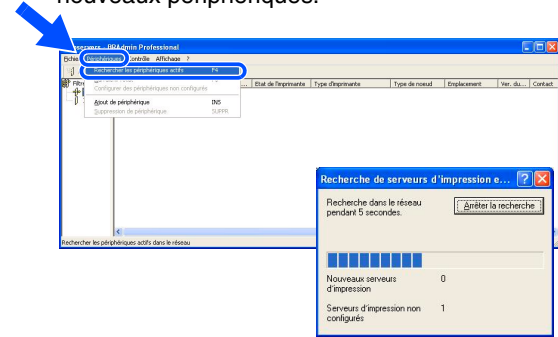 nouveaux périphériques.
BRAdmin Professional
Périphériques Contrôle Affichage ?
Rechercher les périphériques actifs F4
Configurer des périphériques non configurés
Ajout de périphérique INS
Suppression de périphérique SUPPR
Etat de l'imprimante Type d'imprimante Type de noeud Emplacement Ver. du... Contact
Filtre
Rechercher les périphériques actifs dans le réseau
Recherche de serveurs d'impression e...
Recherche dans le réseau
pendant 5 secondes.
Arrêter la recherche
Nouveaux serveurs
d'impression
0
Serveurs d'impression non
configurés
1